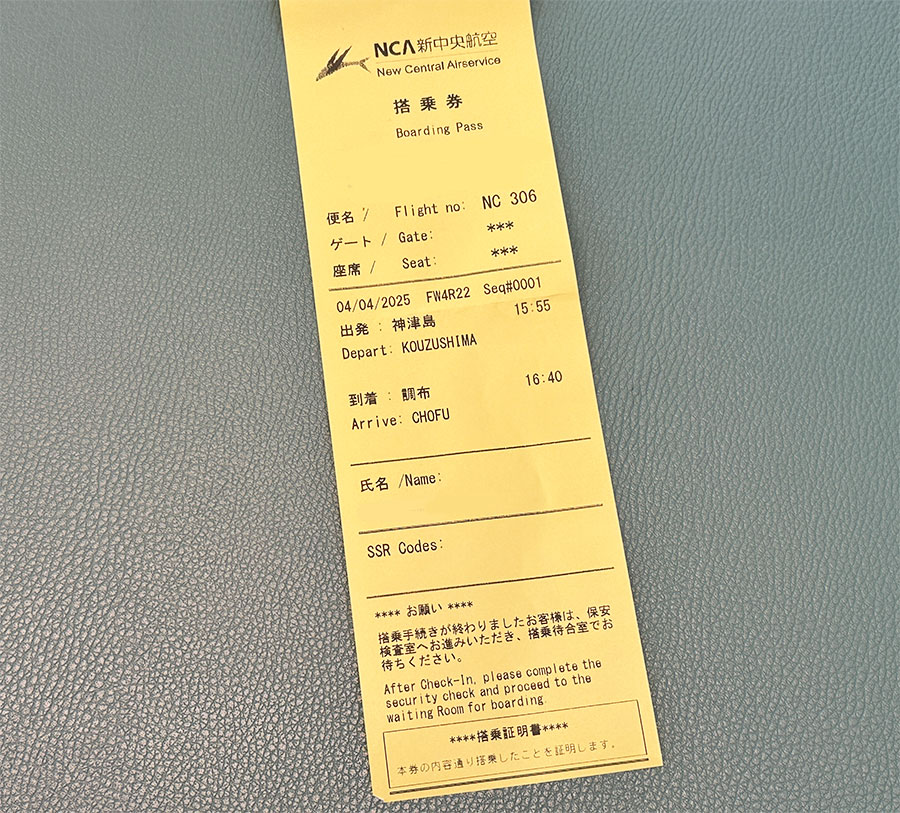 NCA新中央航空
New Central Airservice
搭乗券
Boarding Pass
便名 / Flight no: NC 306
ゲート / Gate: ***
座席 / Seat: ***
04/04/2025 FW4R22 Seq#0001
出発 : 神津島 15:55
Depart: KOUZUSHIMA
到着 : 調布 16:40
Arrive: CHOFU
氏名 /Name:
SSR Codes:
**** お願い ****
搭乗手続きが終わりましたお客様は、保安
検査室へお進みいただき、搭乗待合室でお
待ちください。
After Check-In, please complete the
security check and proceed to the
waiting Room for boarding.
****搭乗証明書****
本券の内容通り搭乗したことを証明します。